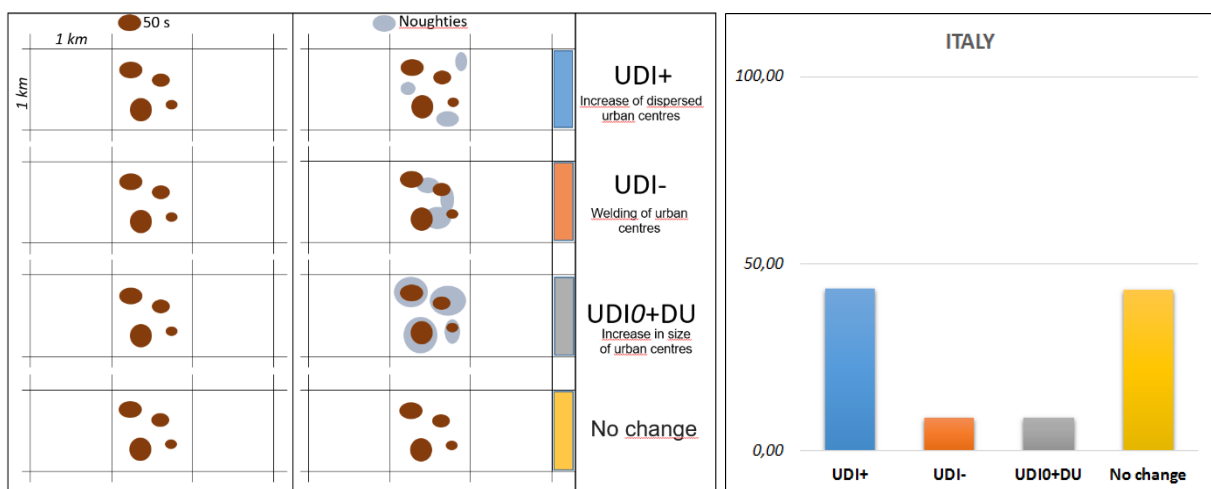 50 s
Noughties
1 km
1 km
UDI+
Increase of dispersed
urban centres
UDI-
Welding of urban
centres
UDI0+DU
Increase in size
of urban centres
No change
ITALY
100,00
50,00
0,00
UDI+
UDI-
UDI0+DU
No change